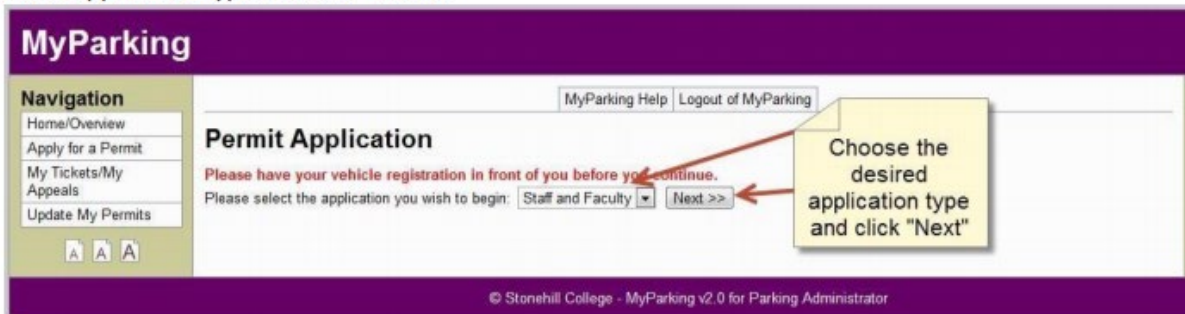 MyParking
Navigation
Home/Overview
Apply for a Permit
My Tickets/My
Appeals
Update My Permits
A A A
MyParking Help Logout of MyParking
Permit Application
Please have your vehicle registration in front of you before you continue.
Please select the application you wish to begin: Staff and Faculty Next >>
Choose the
desired
application type
and click "Next"
© Stonehill College - MyParking v2.0 for Parking Administrator